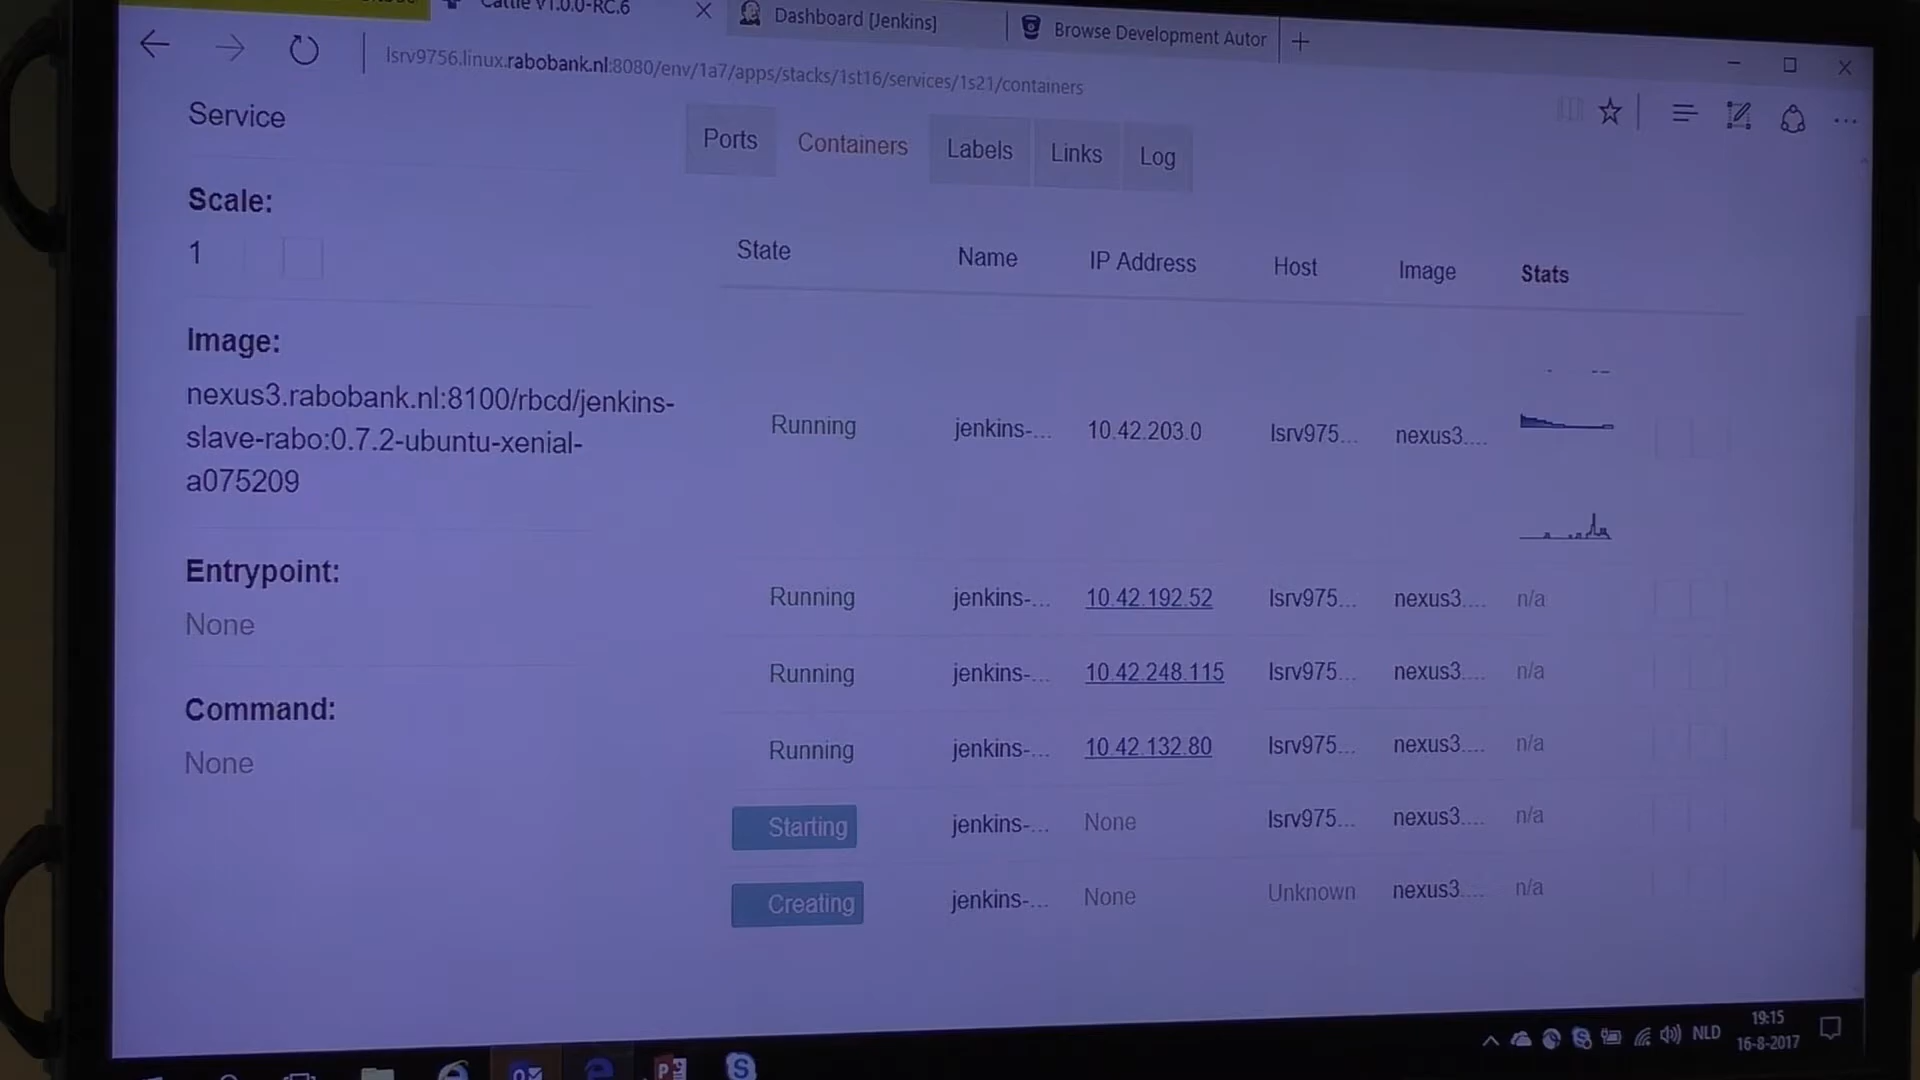 Cattle v1.0.0-RC.6
Dashboard [Jenkins]
Browse Development Autor
lsrv9756.linux.rabobank.nl:8080/env/1a7/apps/stacks/1st16/services/1s21/containers
Service
Ports Containers Labels Links Log
Scale:
1
Image:
nexus3.rabobank.nl:8100/rbcd/jenkins-
slave-rabo:0.7.2-ubuntu-xenial-
a075209
Entrypoint:
None
Command:
None
State Name IP Address Host Image Stats
Running jenkins-... 10.42.203.0 lsrv975... nexus3....
Running jenkins-... 10.42.192.52 lsrv975... nexus3.... n/a
Running jenkins-... 10.42.248.115 lsrv975... nexus3.... n/a
Running jenkins-... 10.42.132.80 lsrv975... nexus3.... n/a
Starting jenkins-... None lsrv975... nexus3.... n/a
Creating jenkins-... None Unknown nexus3.... n/a
NLD
19:15
16-8-2017